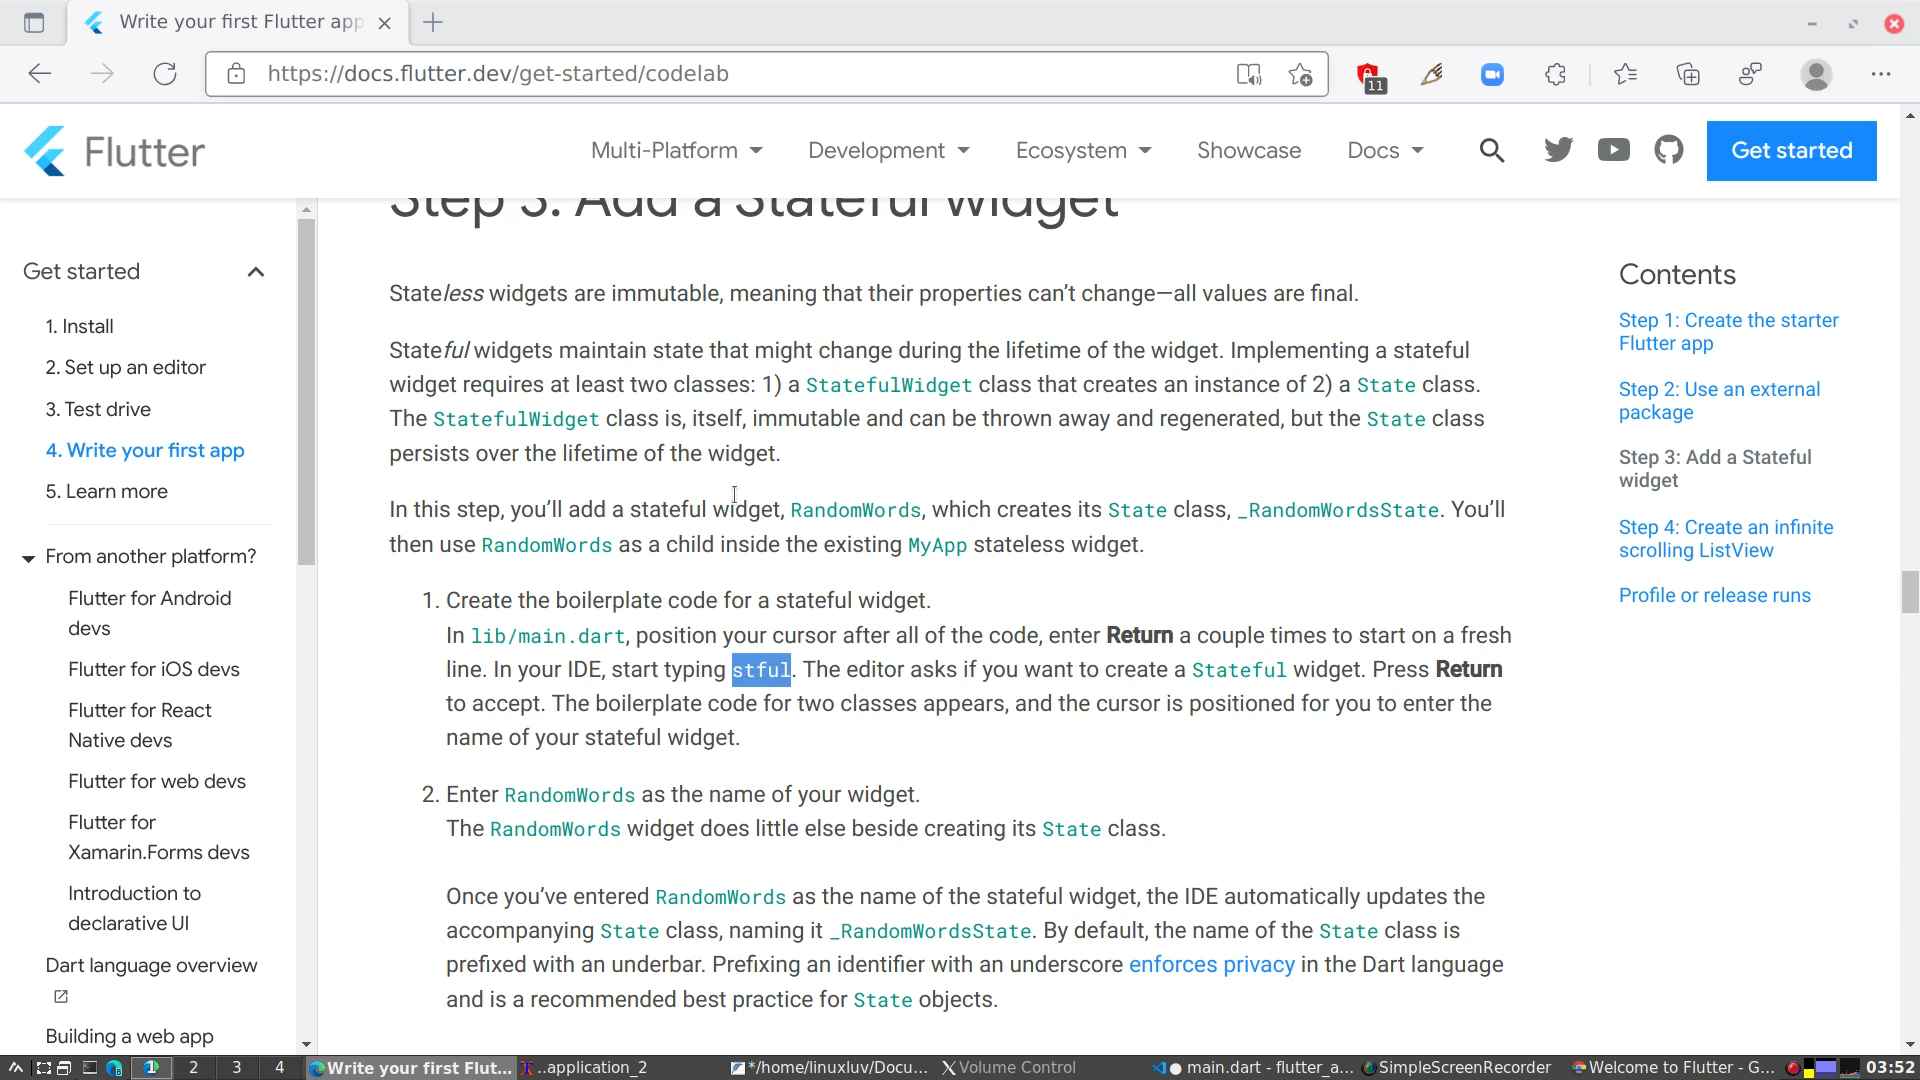 Write your first Flutter app
https://docs.flutter.dev/get-started/codelab
11
Flutter
Multi-Platform
Development
Ecosystem
Showcase
Docs
Get started
Step 3: Add a Stateful widget
Get started
1. Install
2. Set up an editor
3. Test drive
4. Write your first app
5. Learn more
From another platform?
Flutter for Android
devs
Flutter for iOS devs
Flutter for React
Native devs
Flutter for web devs
Flutter for
Xamarin.Forms devs
Introduction to
declarative UI
Dart language overview
Building a web app
Stateless widgets are immutable, meaning that their properties can't change—all values are final.
Stateful widgets maintain state that might change during the lifetime of the widget. Implementing a stateful
widget requires at least two classes: 1) a StatefulWidget class that creates an instance of 2) a State class.
The StatefulWidget class is, itself, immutable and can be thrown away and regenerated, but the State class
persists over the lifetime of the widget.
In this step, you'll add a stateful widget, RandomWords, which creates its State class, _RandomWordsState. You'll
then use RandomWords as a child inside the existing MyApp stateless widget.
1. Create the boilerplate code for a stateful widget.
In lib/main.dart, position your cursor after all of the code, enter Return a couple times to start on a fresh
line. In your IDE, start typing stful. The editor asks if you want to create a Stateful widget. Press Return
to accept. The boilerplate code for two classes appears, and the cursor is positioned for you to enter the
name of your stateful widget.
2. Enter RandomWords as the name of your widget.
The RandomWords widget does little else beside creating its State class.
Once you've entered RandomWords as the name of the stateful widget, the IDE automatically updates the
accompanying State class, naming it _RandomWordsState. By default, the name of the State class is
prefixed with an underbar. Prefixing an identifier with an underscore enforces privacy in the Dart language
and is a recommended best practice for State objects.
Contents
Step 1: Create the starter
Flutter app
Step 2: Use an external
package
Step 3: Add a Stateful
widget
Step 4: Create an infinite
scrolling ListView
Profile or release runs
1
2
3
4
Write your first Flut...
..application_2
*/home/linuxluv/Docu...
Volume Control
● main.dart - flutter_a...
SimpleScreenRecorder
Welcome to Flutter - G...
03:52